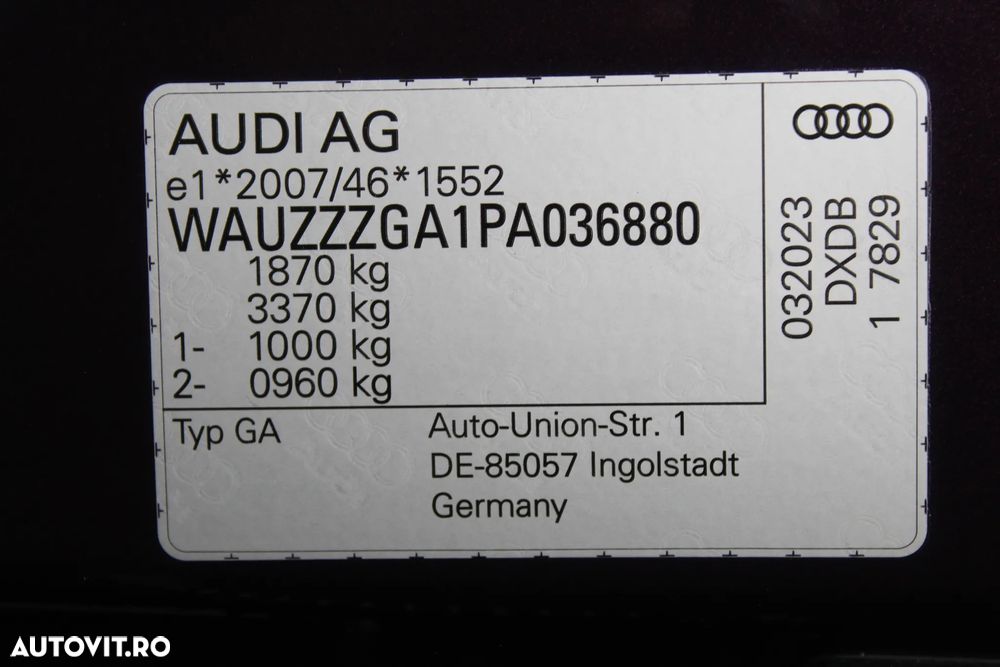 AUDI AG
e1*2007/46*1552
WAUZZZGA1PA036880
1870 kg
3370 kg
1- 1000 kg
2- 0960 kg
Typ GA
Auto-Union-Str. 1
DE-85057 Ingolstadt
Germany
032023
DXDB
1 7829
AUTOVIT.RO